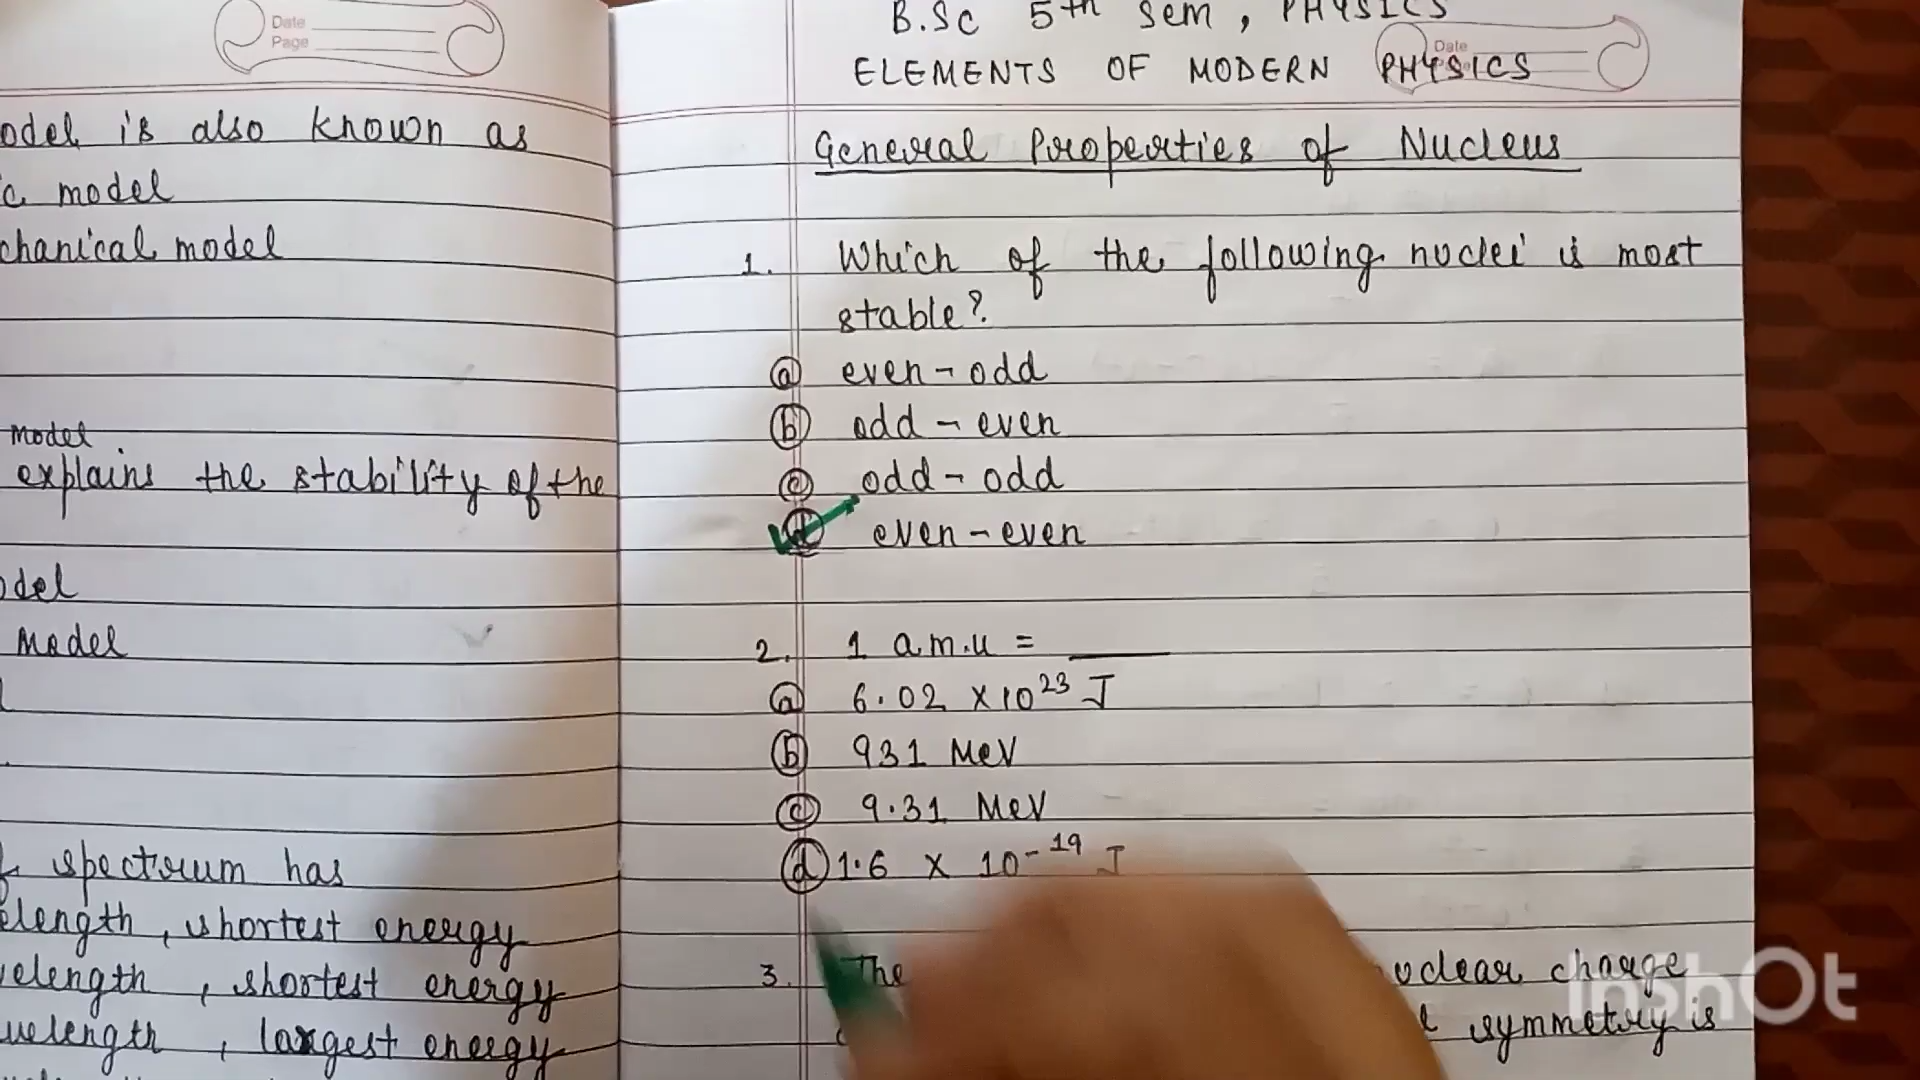 Date
Page
odel is also known as
c model
chanical model
model
explains the stability of the
odel
Model
spectrum has
elength, shortest energy
velength, shortest energy
velength, largest energy
B.Sc 5th Sem, PHYSICS
Date
ELEMENTS OF MODERN PHYSICS
General Properties of Nucleus
1. Which of the following nuclei is most
stable?
(a) even-odd
(b) odd-even
(c) odd-odd
(d) even-even
2. 1 a.m.u = ____
(a) 6.02 × 10²³ J
(b) 931 MeV
(c) 9.31 MeV
(d) 1.6 × 10⁻¹⁹ J
3. The uclear charge
symmetry is
InShOt